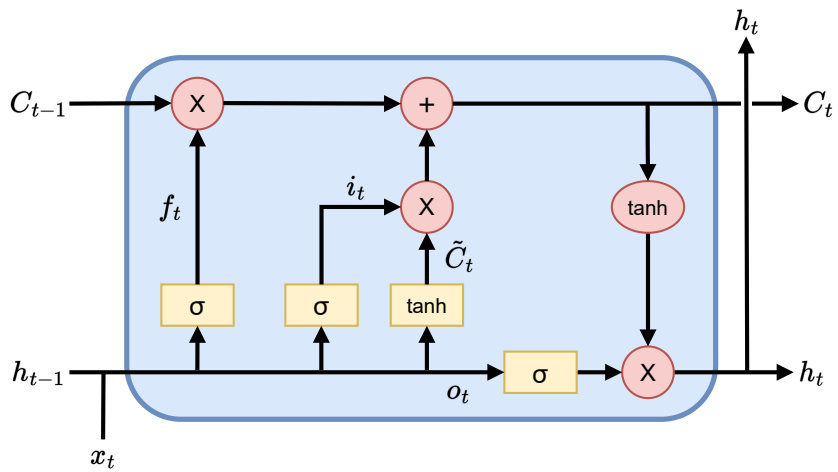 h_t
C_{t-1} X + C_t
i_t
f_t X tanh
C̃_t
σ σ tanh
h_{t-1} σ X h_t
o_t
x_t